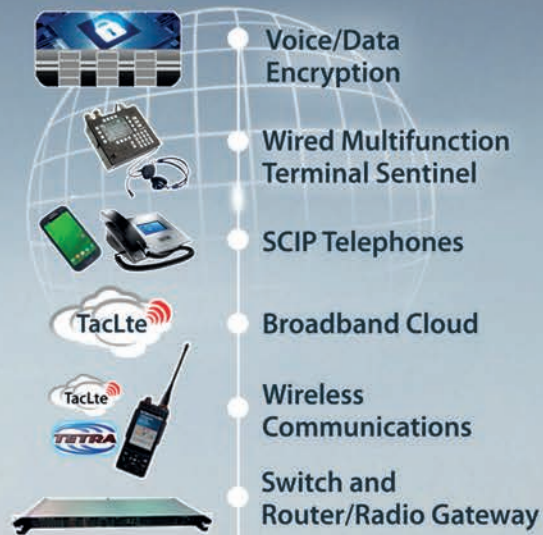 Voice/Data
Encryption
Wired Multifunction
Terminal Sentinel
SCIP Telephones
TacLte
Broadband Cloud
TacLte
TETRA
Wireless
Communications
Switch and
Router/Radio Gateway